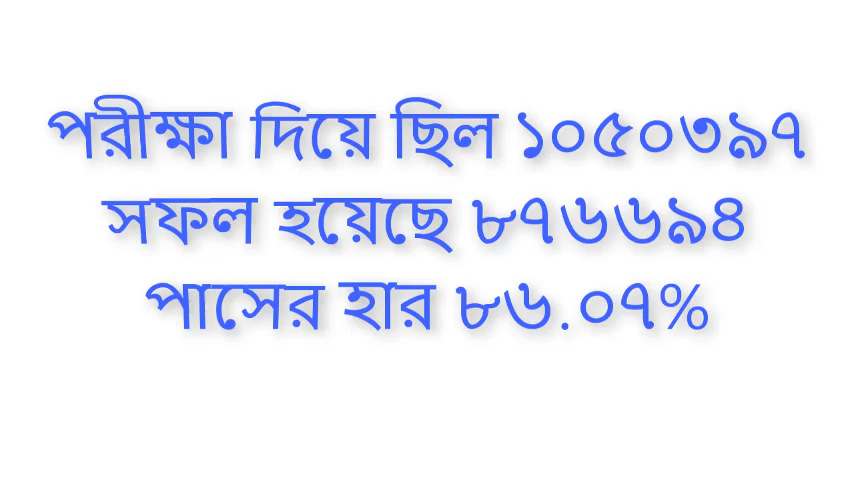 পরীক্ষা দিয়ে ছিল ১০৫০৩৯৭
সফল হয়েছে ৮৭৬৬৯৪
পাসের হার ৮৬.০৭%